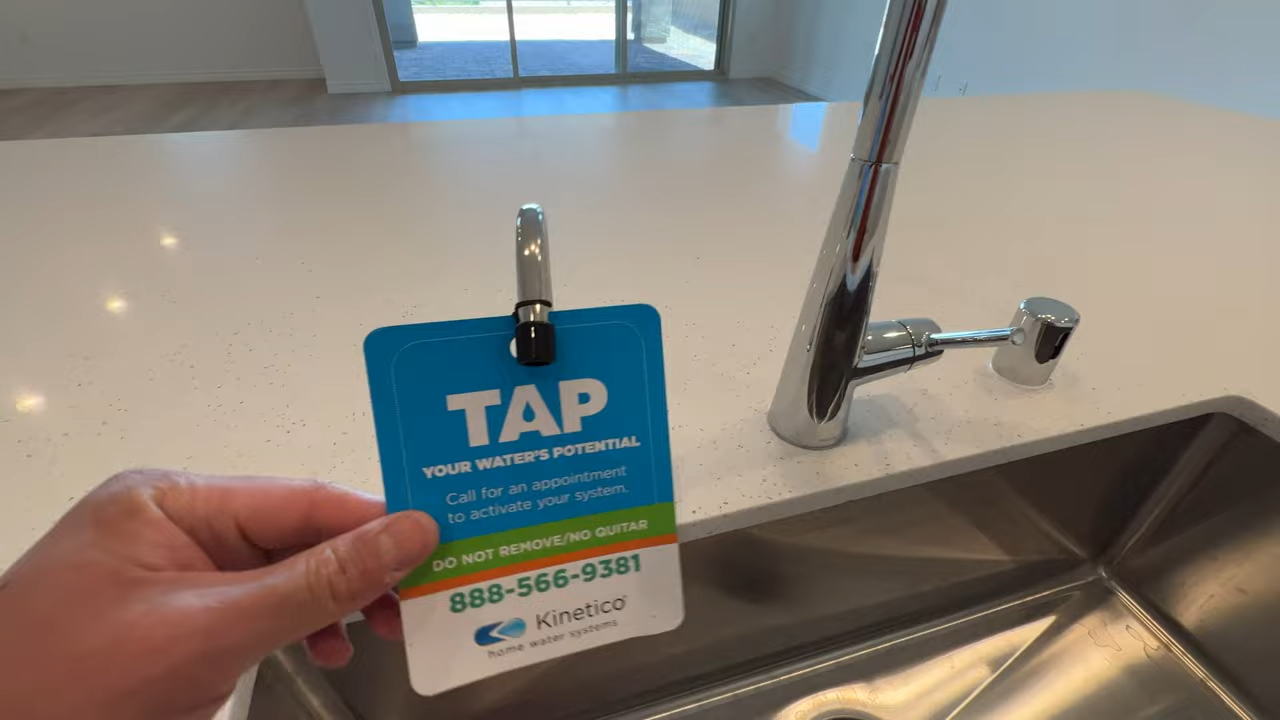 TAP
YOUR WATER'S POTENTIAL
Call for an appointment
to activate your system.
DO NOT REMOVE/NO QUITAR
888-566-9381
Kinetico®
home water systems